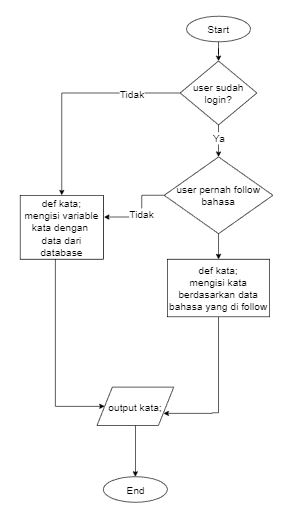 Start
user sudah
login?
Tidak
Ya
user pernah follow
bahasa
Tidak
def kata;
mengisi variable
kata dengan
data dari
database
def kata;
mengisi kata
berdasarkan data
bahasa yang di follow
output kata;
End